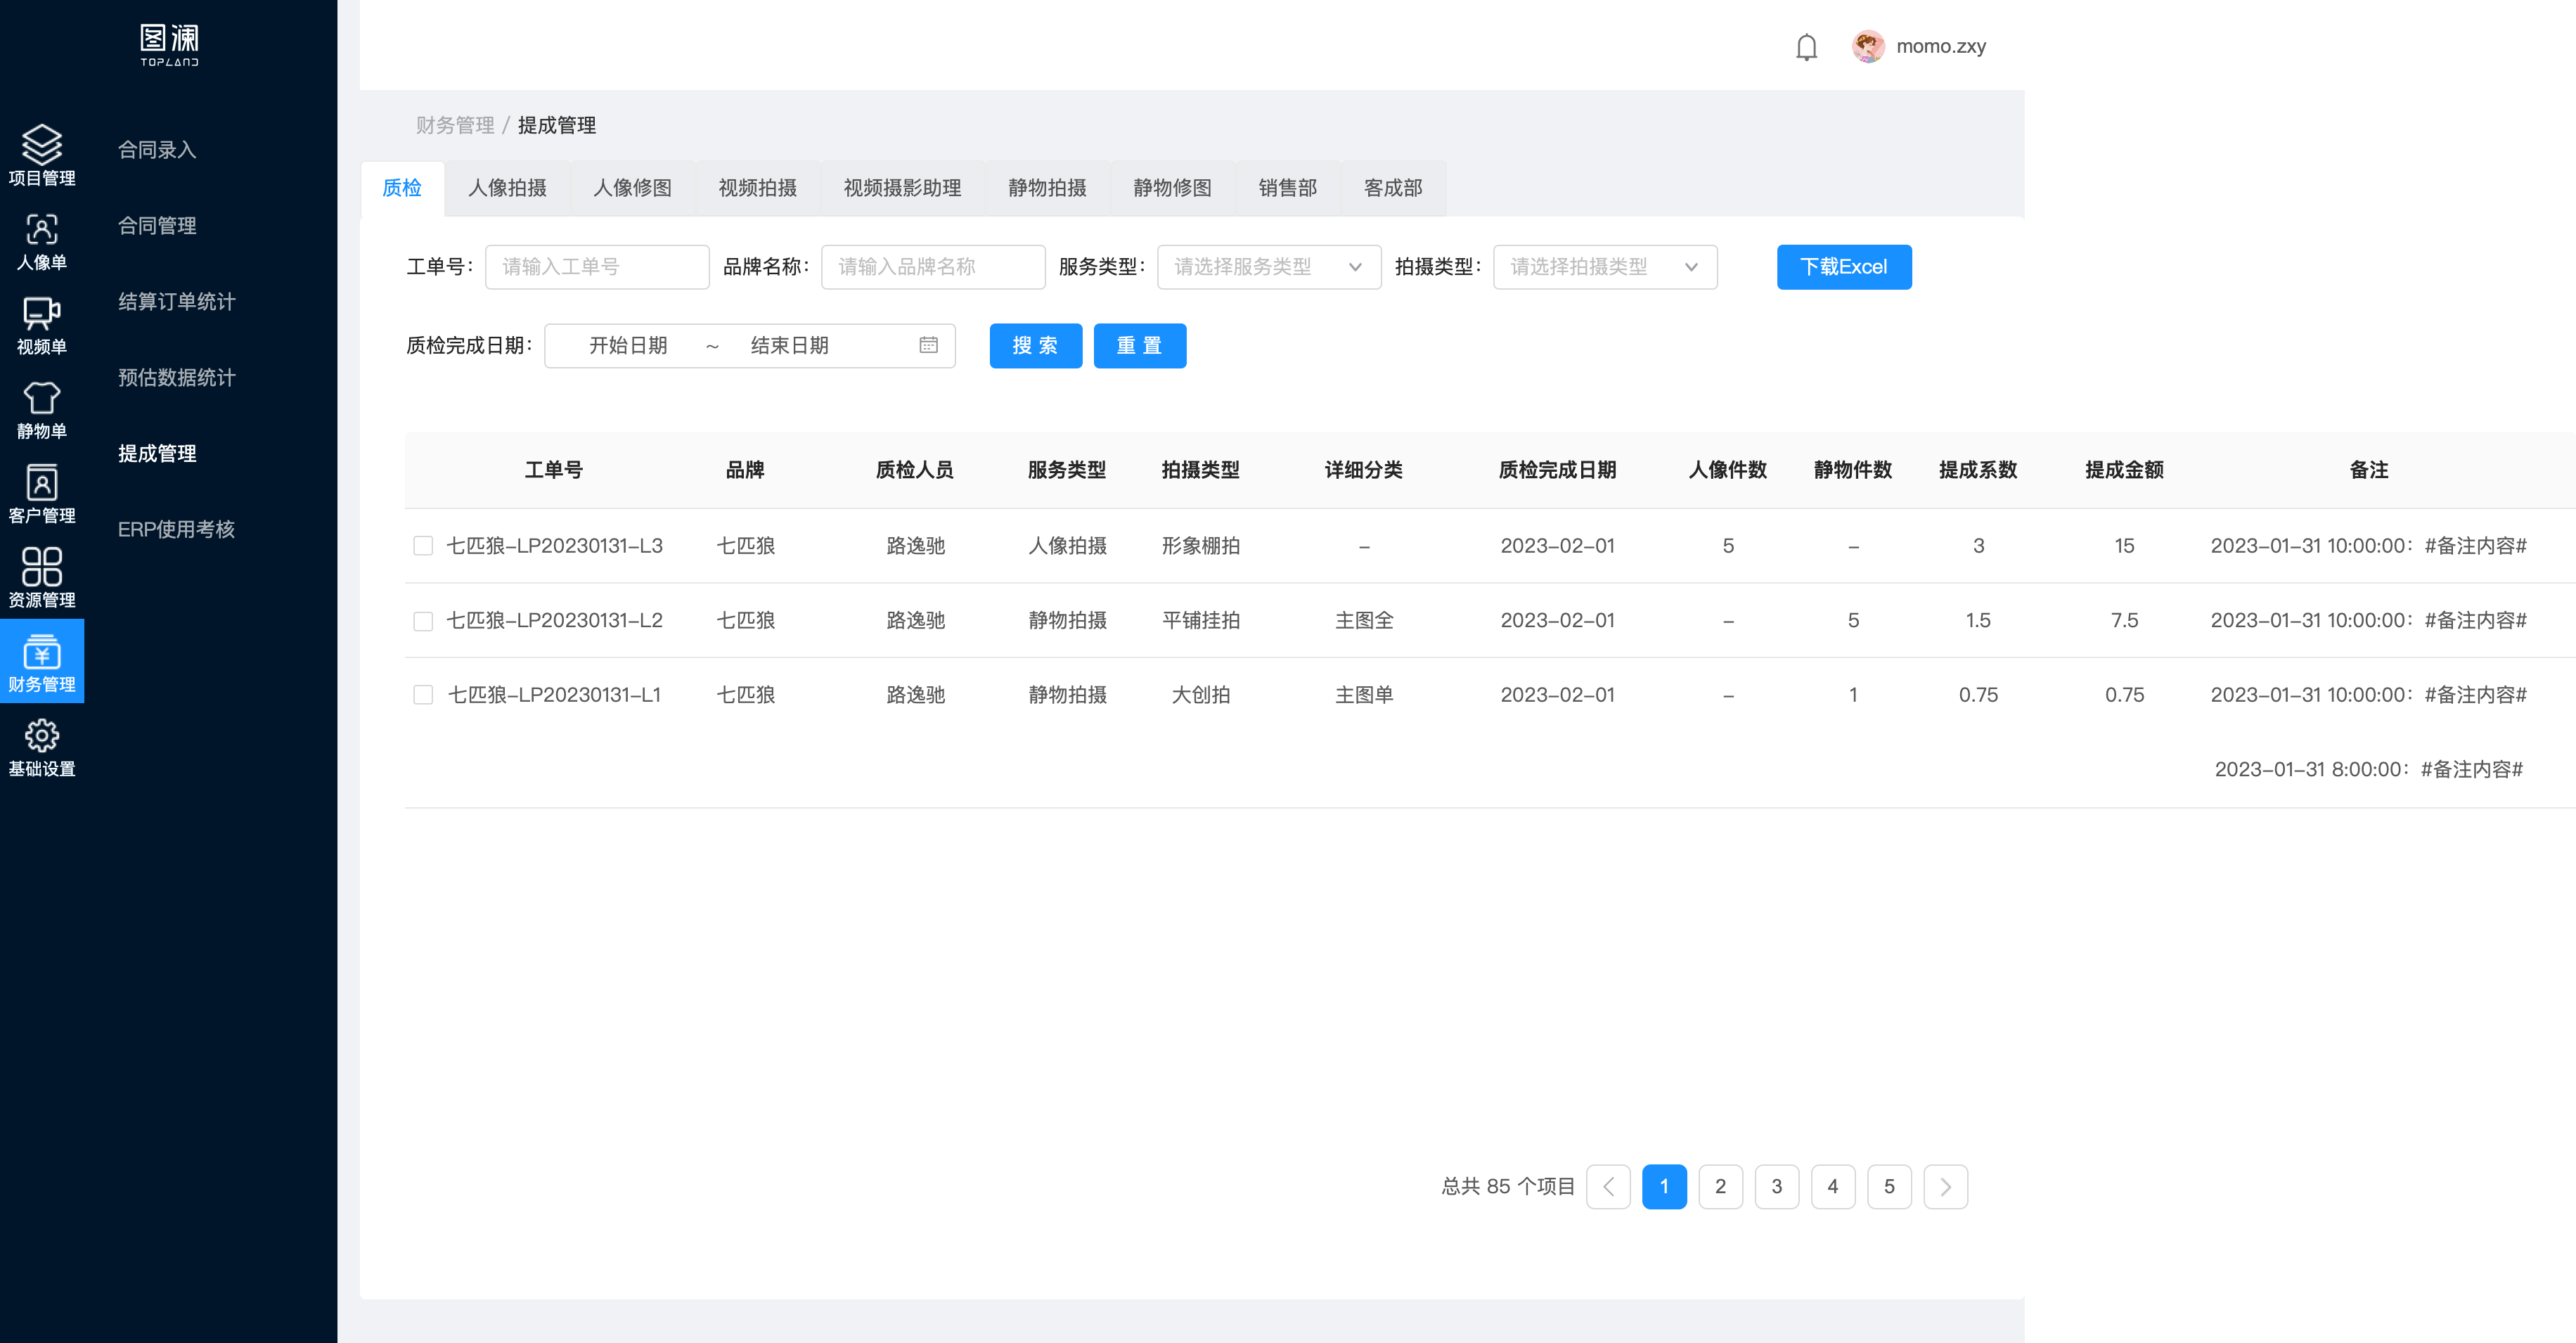 图澜
TOPLAND
momo.zxy
项目管理
人像单
视频单
静物单
客户管理
资源管理
财务管理
基础设置
合同录入
合同管理
结算订单统计
预估数据统计
提成管理
ERP使用考核
财务管理 / 提成管理
质检 人像拍摄 人像修图 视频拍摄 视频摄影助理 静物拍摄 静物修图 销售部 客成部
工单号： 请输入工单号 品牌名称： 请输入品牌名称 服务类型： 请选择服务类型 拍摄类型： 请选择拍摄类型 下载Excel
质检完成日期： 开始日期 ~ 结束日期 搜 索 重 置
工单号 品牌 质检人员 服务类型 拍摄类型 详细分类 质检完成日期 人像件数 静物件数 提成系数 提成金额 备注
七匹狼-LP20230131-L3 七匹狼 路逸驰 人像拍摄 形象棚拍 - 2023-02-01 5 - 3 15 2023-01-31 10:00:00：#备注内容#
七匹狼-LP20230131-L2 七匹狼 路逸驰 静物拍摄 平铺挂拍 主图全 2023-02-01 - 5 1.5 7.5 2023-01-31 10:00:00：#备注内容#
七匹狼-LP20230131-L1 七匹狼 路逸驰 静物拍摄 大创拍 主图单 2023-02-01 - 1 0.75 0.75 2023-01-31 10:00:00：#备注内容#
2023-01-31 8:00:00：#备注内容#
总共 85 个项目 1 2 3 4 5